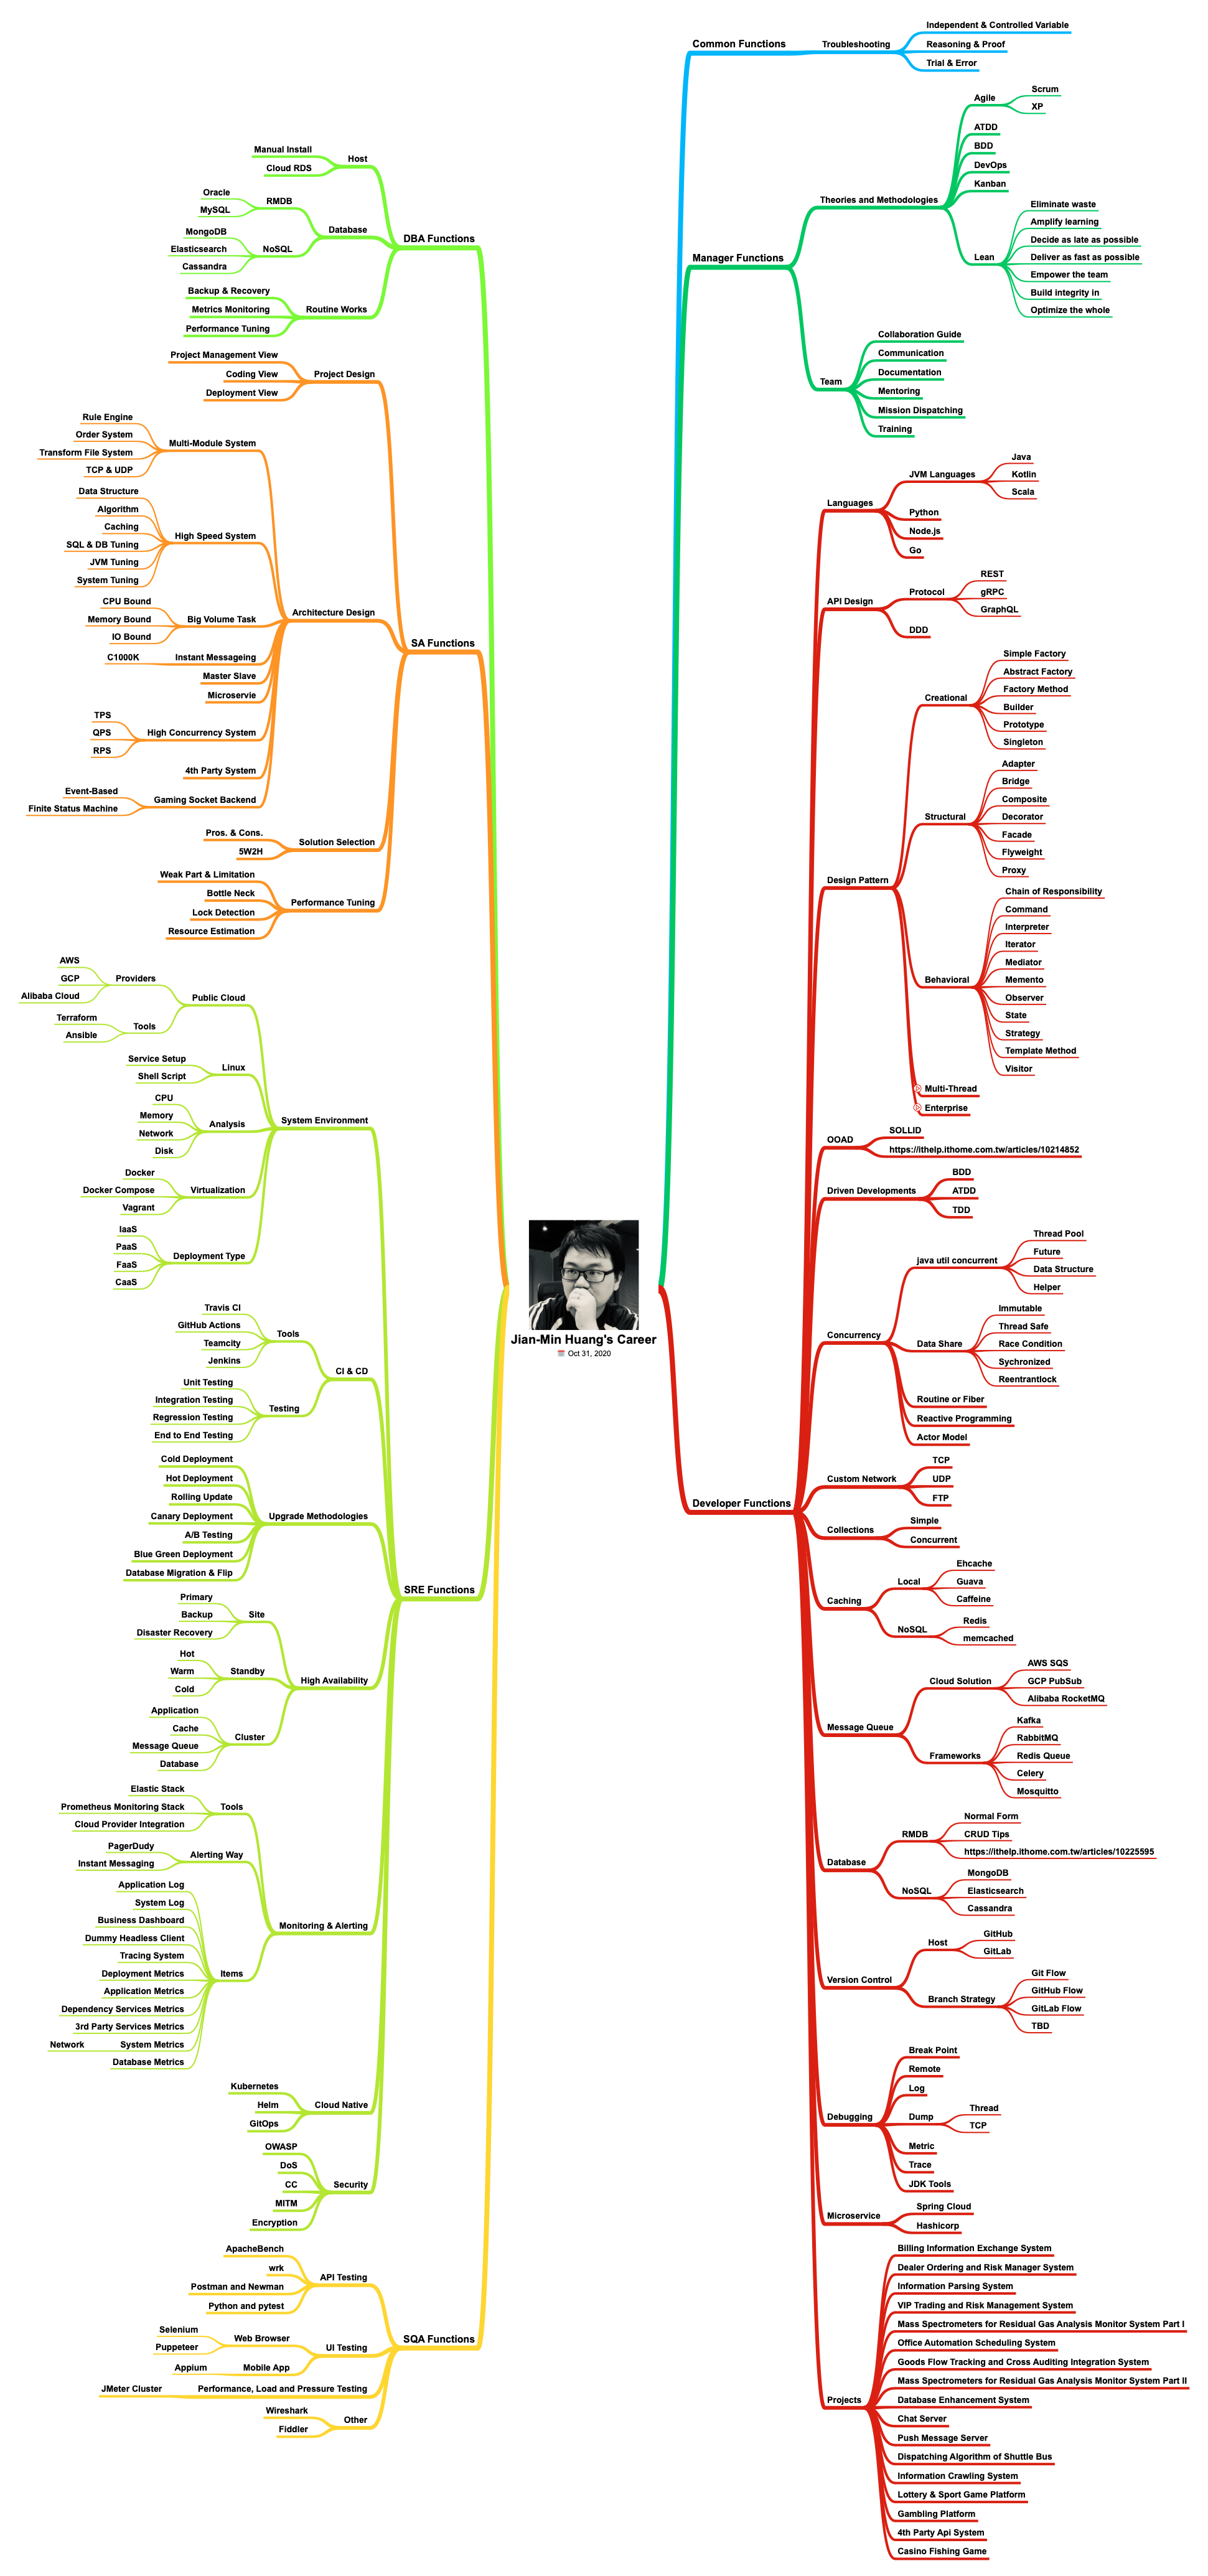 Jian-Min Huang's Career
Oct 31, 2020
Common Functions
Troubleshooting
Independent & Controlled Variable
Reasoning & Proof
Trial & Error
Manager Functions
Theories and Methodologies
Agile
Scrum
XP
ATDD
BDD
DevOps
Kanban
Lean
Eliminate waste
Amplify learning
Decide as late as possible
Deliver as fast as possible
Empower the team
Build integrity in
Optimize the whole
Team
Collaboration Guide
Communication
Documentation
Mentoring
Mission Dispatching
Training
Developer Functions
Languages
JVM Languages
Java
Kotlin
Scala
Python
Node.js
Go
API Design
Protocol
REST
gRPC
GraphQL
DDD
Design Pattern
Creational
Simple Factory
Abstract Factory
Factory Method
Builder
Prototype
Singleton
Structural
Adapter
Bridge
Composite
Decorator
Facade
Flyweight
Proxy
Behavioral
Chain of Responsibility
Command
Interpreter
Iterator
Mediator
Memento
Observer
State
Strategy
Template Method
Visitor
Multi-Thread
Enterprise
OOAD
SOLLID
https://ithelp.ithome.com.tw/articles/10214852
Driven Developments
BDD
ATDD
TDD
Concurrency
java util concurrent
Thread Pool
Future
Data Structure
Helper
Data Share
Immutable
Thread Safe
Race Condition
Sychronized
Reentrantlock
Routine or Fiber
Reactive Programming
Actor Model
Custom Network
TCP
UDP
FTP
Collections
Simple
Concurrent
Caching
Local
Ehcache
Guava
Caffeine
NoSQL
Redis
memcached
Message Queue
Cloud Solution
AWS SQS
GCP PubSub
Alibaba RocketMQ
Frameworks
Kafka
RabbitMQ
Redis Queue
Celery
Mosquitto
Database
RMDB
Normal Form
CRUD Tips
https://ithelp.ithome.com.tw/articles/10225595
NoSQL
MongoDB
Elasticsearch
Cassandra
Version Control
Host
GitHub
GitLab
Branch Strategy
Git Flow
GitHub Flow
GitLab Flow
TBD
Debugging
Break Point
Remote
Log
Dump
Thread
TCP
Metric
Trace
JDK Tools
Microservice
Spring Cloud
Hashicorp
Projects
Billing Information Exchange System
Dealer Ordering and Risk Manager System
Information Parsing System
VIP Trading and Risk Management System
Mass Spectrometers for Residual Gas Analysis Monitor System Part I
Office Automation Scheduling System
Goods Flow Tracking and Cross Auditing Integration System
Mass Spectrometers for Residual Gas Analysis Monitor System Part II
Database Enhancement System
Chat Server
Push Message Server
Dispatching Algorithm of Shuttle Bus
Information Crawling System
Lottery & Sport Game Platform
Gambling Platform
4th Party Api System
Casino Fishing Game
DBA Functions
Host
Manual Install
Cloud RDS
Database
RMDB
Oracle
MySQL
NoSQL
MongoDB
Elasticsearch
Cassandra
Routine Works
Backup & Recovery
Metrics Monitoring
Performance Tuning
SA Functions
Project Design
Project Management View
Coding View
Deployment View
Architecture Design
Multi-Module System
Rule Engine
Order System
Transform File System
TCP & UDP
High Speed System
Data Structure
Algorithm
Caching
SQL & DB Tuning
JVM Tuning
System Tuning
Big Volume Task
CPU Bound
Memory Bound
IO Bound
Instant Messageing
C1000K
Master Slave
Microservie
High Concurrency System
TPS
QPS
RPS
4th Party System
Gaming Socket Backend
Event-Based
Finite Status Machine
Solution Selection
Pros. & Cons.
5W2H
Performance Tuning
Weak Part & Limitation
Bottle Neck
Lock Detection
Resource Estimation
SRE Functions
System Environment
Public Cloud
Providers
AWS
GCP
Alibaba Cloud
Tools
Terraform
Ansible
Linux
Service Setup
Shell Script
Analysis
CPU
Memory
Network
Disk
Virtualization
Docker
Docker Compose
Vagrant
Deployment Type
IaaS
PaaS
FaaS
CaaS
CI & CD
Tools
Travis CI
GitHub Actions
Teamcity
Jenkins
Testing
Unit Testing
Integration Testing
Regression Testing
End to End Testing
Upgrade Methodologies
Cold Deployment
Hot Deployment
Rolling Update
Canary Deployment
A/B Testing
Blue Green Deployment
Database Migration & Flip
High Availability
Site
Primary
Backup
Disaster Recovery
Standby
Hot
Warm
Cold
Cluster
Application
Cache
Message Queue
Database
Monitoring & Alerting
Tools
Elastic Stack
Prometheus Monitoring Stack
Cloud Provider Integration
Alerting Way
PagerDudy
Instant Messaging
Items
Application Log
System Log
Business Dashboard
Dummy Headless Client
Tracing System
Deployment Metrics
Application Metrics
Dependency Services Metrics
3rd Party Services Metrics
System Metrics
Network
Database Metrics
Cloud Native
Kubernetes
Helm
GitOps
Security
OWASP
DoS
CC
MITM
Encryption
SQA Functions
API Testing
ApacheBench
wrk
Postman and Newman
Python and pytest
UI Testing
Web Browser
Selenium
Puppeteer
Mobile App
Appium
Performance, Load and Pressure Testing
JMeter Cluster
Other
Wireshark
Fiddler